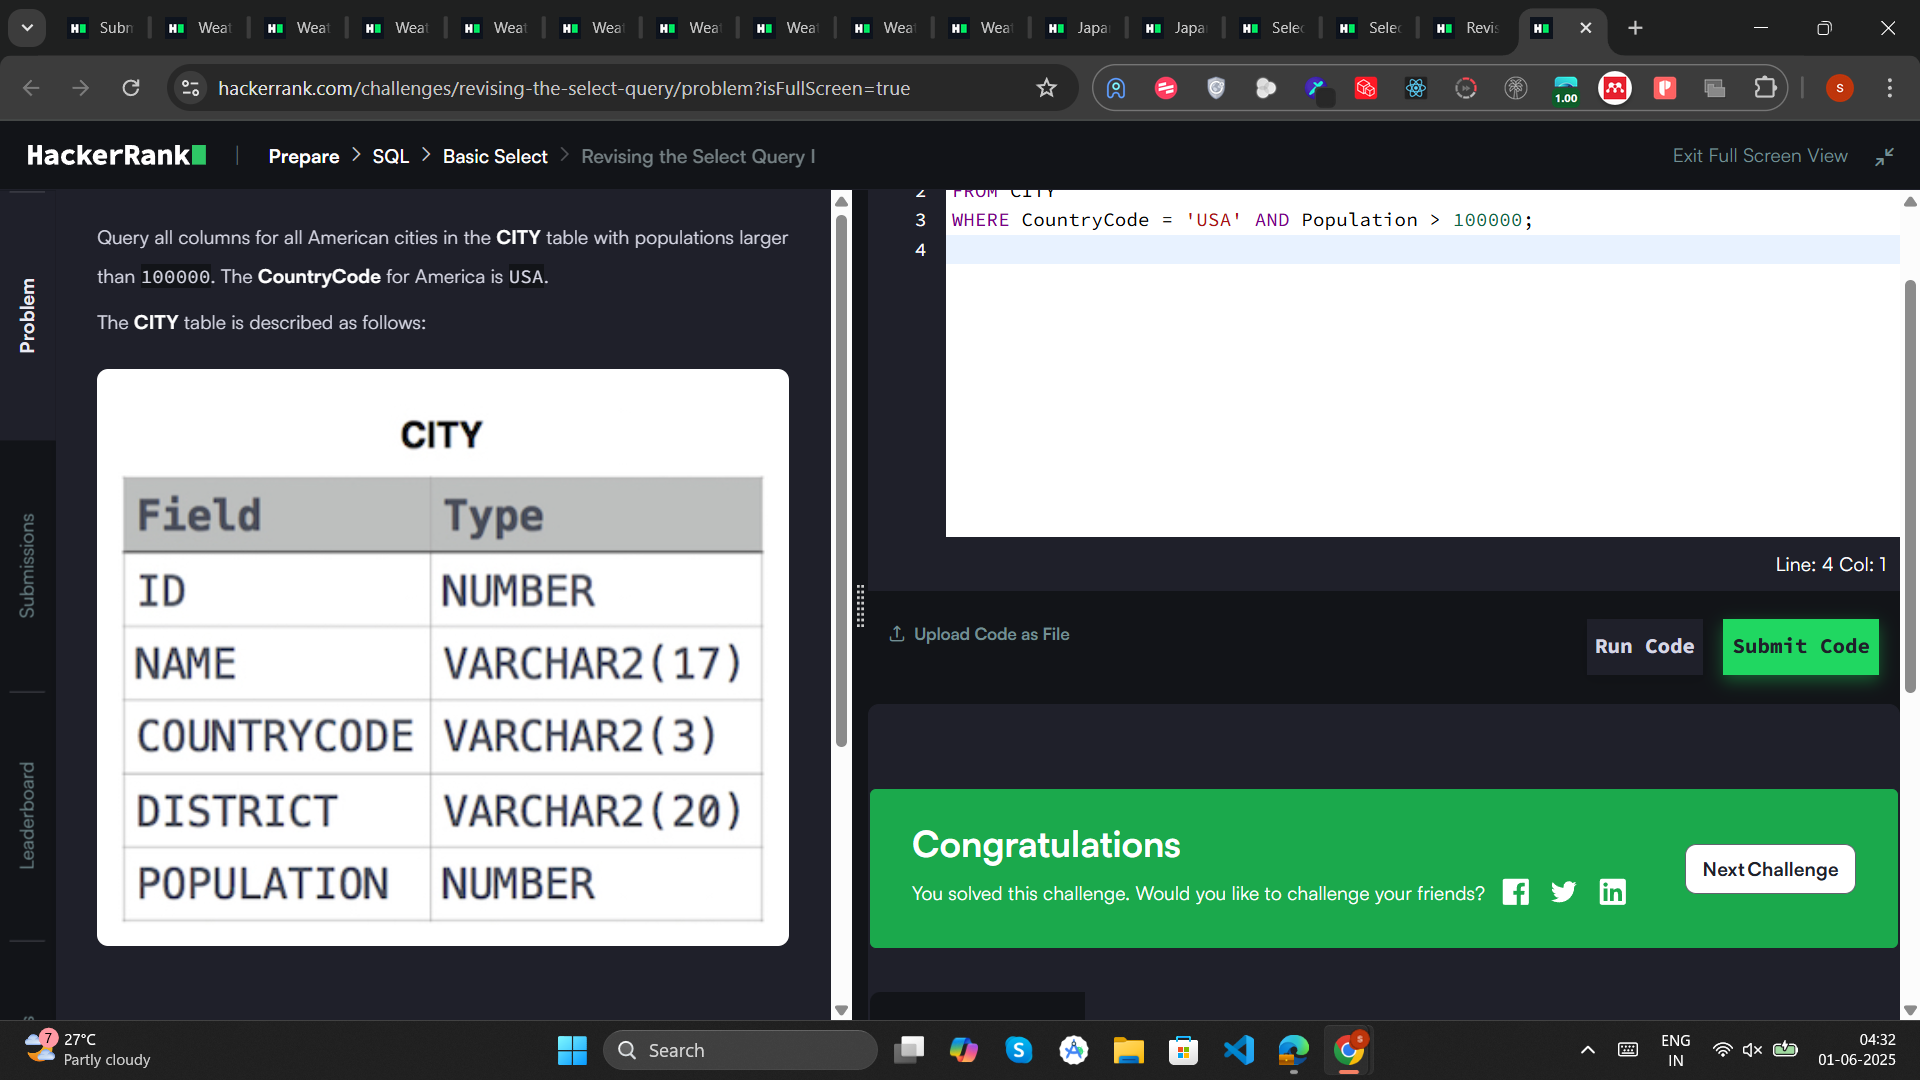 Subm
Weat
Weat
Weat
Weat
Weat
Weat
Weat
Weat
Weat
Japa
Japa
Selec
Selec
Revis
hackerrank.com/challenges/revising-the-select-query/problem?isFullScreen=true
1.00
s
HackerRank
Prepare > SQL > Basic Select > Revising the Select Query I
Exit Full Screen View
Problem
Submissions
Leaderboard
Query all columns for all American cities in the CITY table with populations larger
than 100000. The CountryCode for America is USA.
The CITY table is described as follows:
CITY
Field Type
ID NUMBER
NAME VARCHAR2(17)
COUNTRYCODE VARCHAR2(3)
DISTRICT VARCHAR2(20)
POPULATION NUMBER
2 FROM CITY
3 WHERE CountryCode = 'USA' AND Population > 100000;
4
Line: 4 Col: 1
Upload Code as File
Run Code
Submit Code
Congratulations
You solved this challenge. Would you like to challenge your friends?
Next Challenge
7
27°C
Partly cloudy
Search
S
s
ENG
IN
04:32
01-06-2025